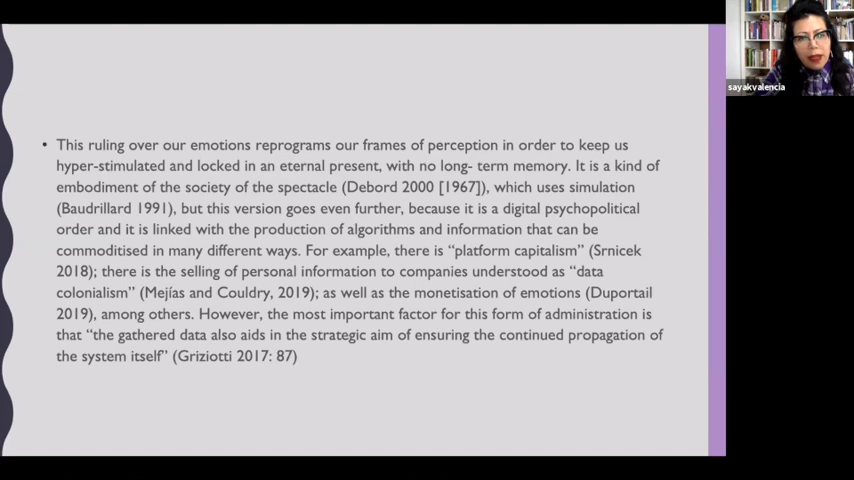 • This ruling over our emotions reprograms our frames of perception in order to keep us
hyper-stimulated and locked in an eternal present, with no long- term memory. It is a kind of
embodiment of the society of the spectacle (Debord 2000 [1967]), which uses simulation
(Baudrillard 1991), but this version goes even further, because it is a digital psychopolitical
order and it is linked with the production of algorithms and information that can be
commoditised in many different ways. For example, there is “platform capitalism” (Srnicek
2018); there is the selling of personal information to companies understood as “data
colonialism” (Mejías and Couldry, 2019); as well as the monetisation of emotions (Duportail
2019), among others. However, the most important factor for this form of administration is
that “the gathered data also aids in the strategic aim of ensuring the continued propagation of
the system itself” (Griziotti 2017: 87)
sayakvalencia